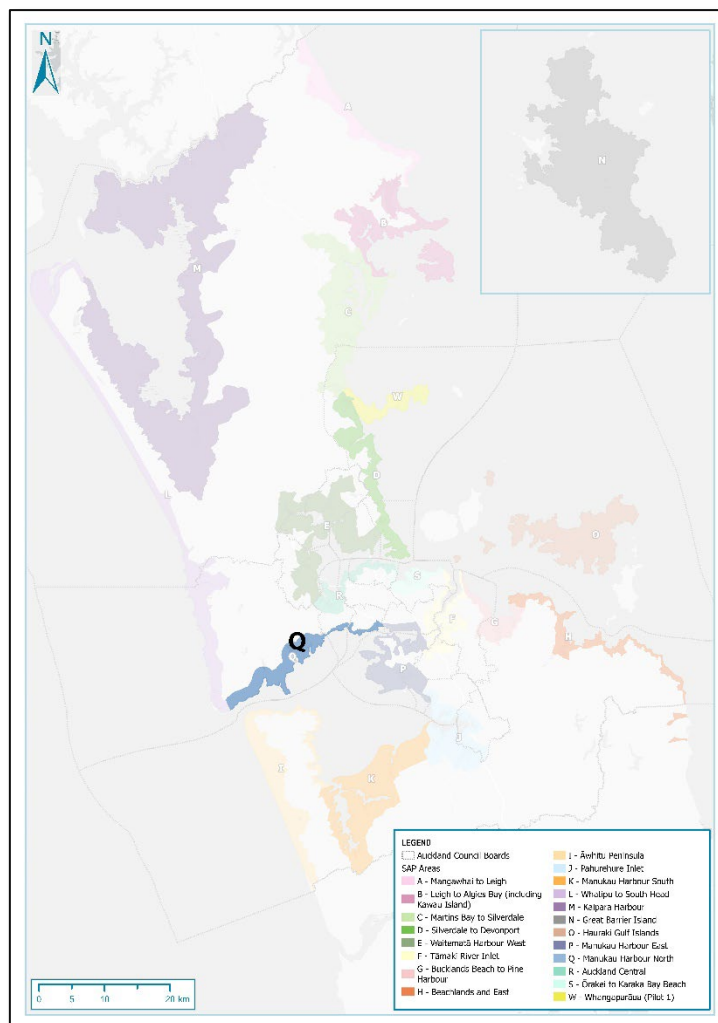 N
A
N
B
M
C
W
L
D
E
O
S
R
F
G
Q
H
P
J
I
K
LEGEND
Auckland Council Boards
SAP Areas
A - Mangawhai to Leigh
B - Leigh to Algies Bay (including
Kawau Island)
C - Martins Bay to Silverdale
D - Silverdale to Devonport
E - Waitematā Harbour West
F - Tāmaki River Inlet
G - Bucklands Beach to Pine
Harbour
H - Beachlands and East
I - Āwhitu Peninsula
J - Pahurehure Inlet
K - Manukau Harbour South
L - Whatipu to South Head
M - Kaipara Harbour
N - Great Barrier Island
O - Hauraki Gulf Islands
P - Manukau Harbour East
Q - Manukau Harbour North
R - Auckland Central
S - Ōrakei to Karaka Bay Beach
W - Whangaparāoa (Pilot 1)
0 5 10 20 km